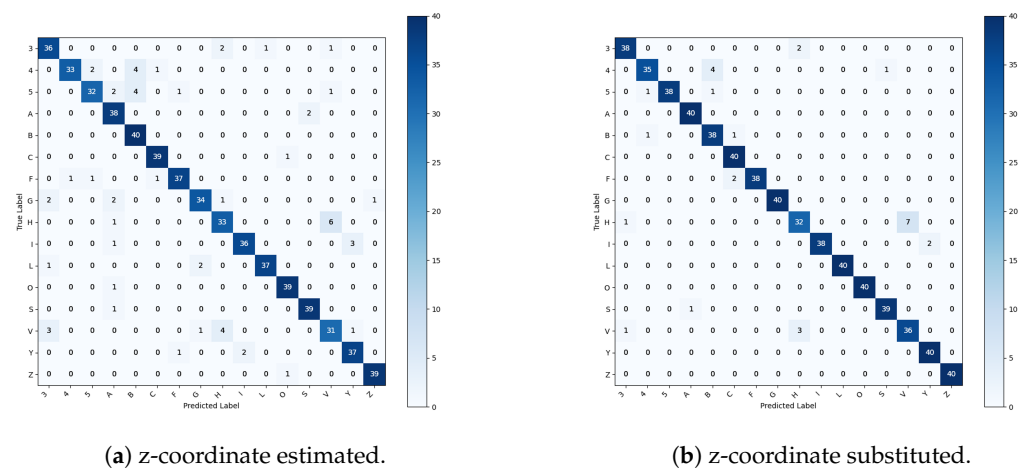 True Label
3 36 0 0 0 0 0 0 0 2 0 1 0 0 1 0 0
4 0 33 2 0 4 1 0 0 0 0 0 0 0 0 0 0
5 0 0 32 2 4 0 1 0 0 0 0 0 0 1 0 0
A 0 0 0 38 0 0 0 0 0 0 0 0 2 0 0 0
B 0 0 0 0 40 0 0 0 0 0 0 0 0 0 0 0
C 0 0 0 0 0 39 0 0 0 0 0 1 0 0 0 0
F 0 1 1 0 0 1 37 0 0 0 0 0 0 0 0 0
G 2 0 0 2 0 0 0 34 1 0 0 0 0 0 0 1
H 0 0 0 1 0 0 0 0 33 0 0 0 0 6 0 0
I 0 0 0 1 0 0 0 0 0 36 0 0 0 0 3 0
L 1 0 0 0 0 0 0 2 0 0 37 0 0 0 0 0
O 0 0 0 1 0 0 0 0 0 0 0 39 0 0 0 0
S 0 0 0 1 0 0 0 0 0 0 0 0 39 0 0 0
V 3 0 0 0 0 0 0 1 4 0 0 0 0 31 1 0
Y 0 0 0 0 0 0 1 0 0 2 0 0 0 0 37 0
Z 0 0 0 0 0 0 0 0 0 0 0 1 0 0 0 39
3 4 5 A B C F G H I L O S V Y Z
Predicted Label
40
35
30
25
20
15
10
5
0
(a) z-coordinate estimated.
True Label
3 38 0 0 0 0 0 0 0 2 0 0 0 0 0 0 0
4 0 35 0 0 4 0 0 0 0 0 0 0 1 0 0 0
5 0 1 38 0 1 0 0 0 0 0 0 0 0 0 0 0
A 0 0 0 40 0 0 0 0 0 0 0 0 0 0 0 0
B 0 1 0 0 38 1 0 0 0 0 0 0 0 0 0 0
C 0 0 0 0 0 40 0 0 0 0 0 0 0 0 0 0
F 0 0 0 0 0 2 38 0 0 0 0 0 0 0 0 0
G 0 0 0 0 0 0 0 40 0 0 0 0 0 0 0 0
H 1 0 0 0 0 0 0 0 32 0 0 0 0 7 0 0
I 0 0 0 0 0 0 0 0 0 38 0 0 0 0 2 0
L 0 0 0 0 0 0 0 0 0 0 40 0 0 0 0 0
O 0 0 0 0 0 0 0 0 0 0 0 40 0 0 0 0
S 0 0 0 1 0 0 0 0 0 0 0 0 39 0 0 0
V 1 0 0 0 0 0 0 0 3 0 0 0 0 36 0 0
Y 0 0 0 0 0 0 0 0 0 0 0 0 0 0 40 0
Z 0 0 0 0 0 0 0 0 0 0 0 0 0 0 0 40
3 4 5 A B C F G H I L O S V Y Z
Predicted Label
40
35
30
25
20
15
10
5
0
(b) z-coordinate substituted.